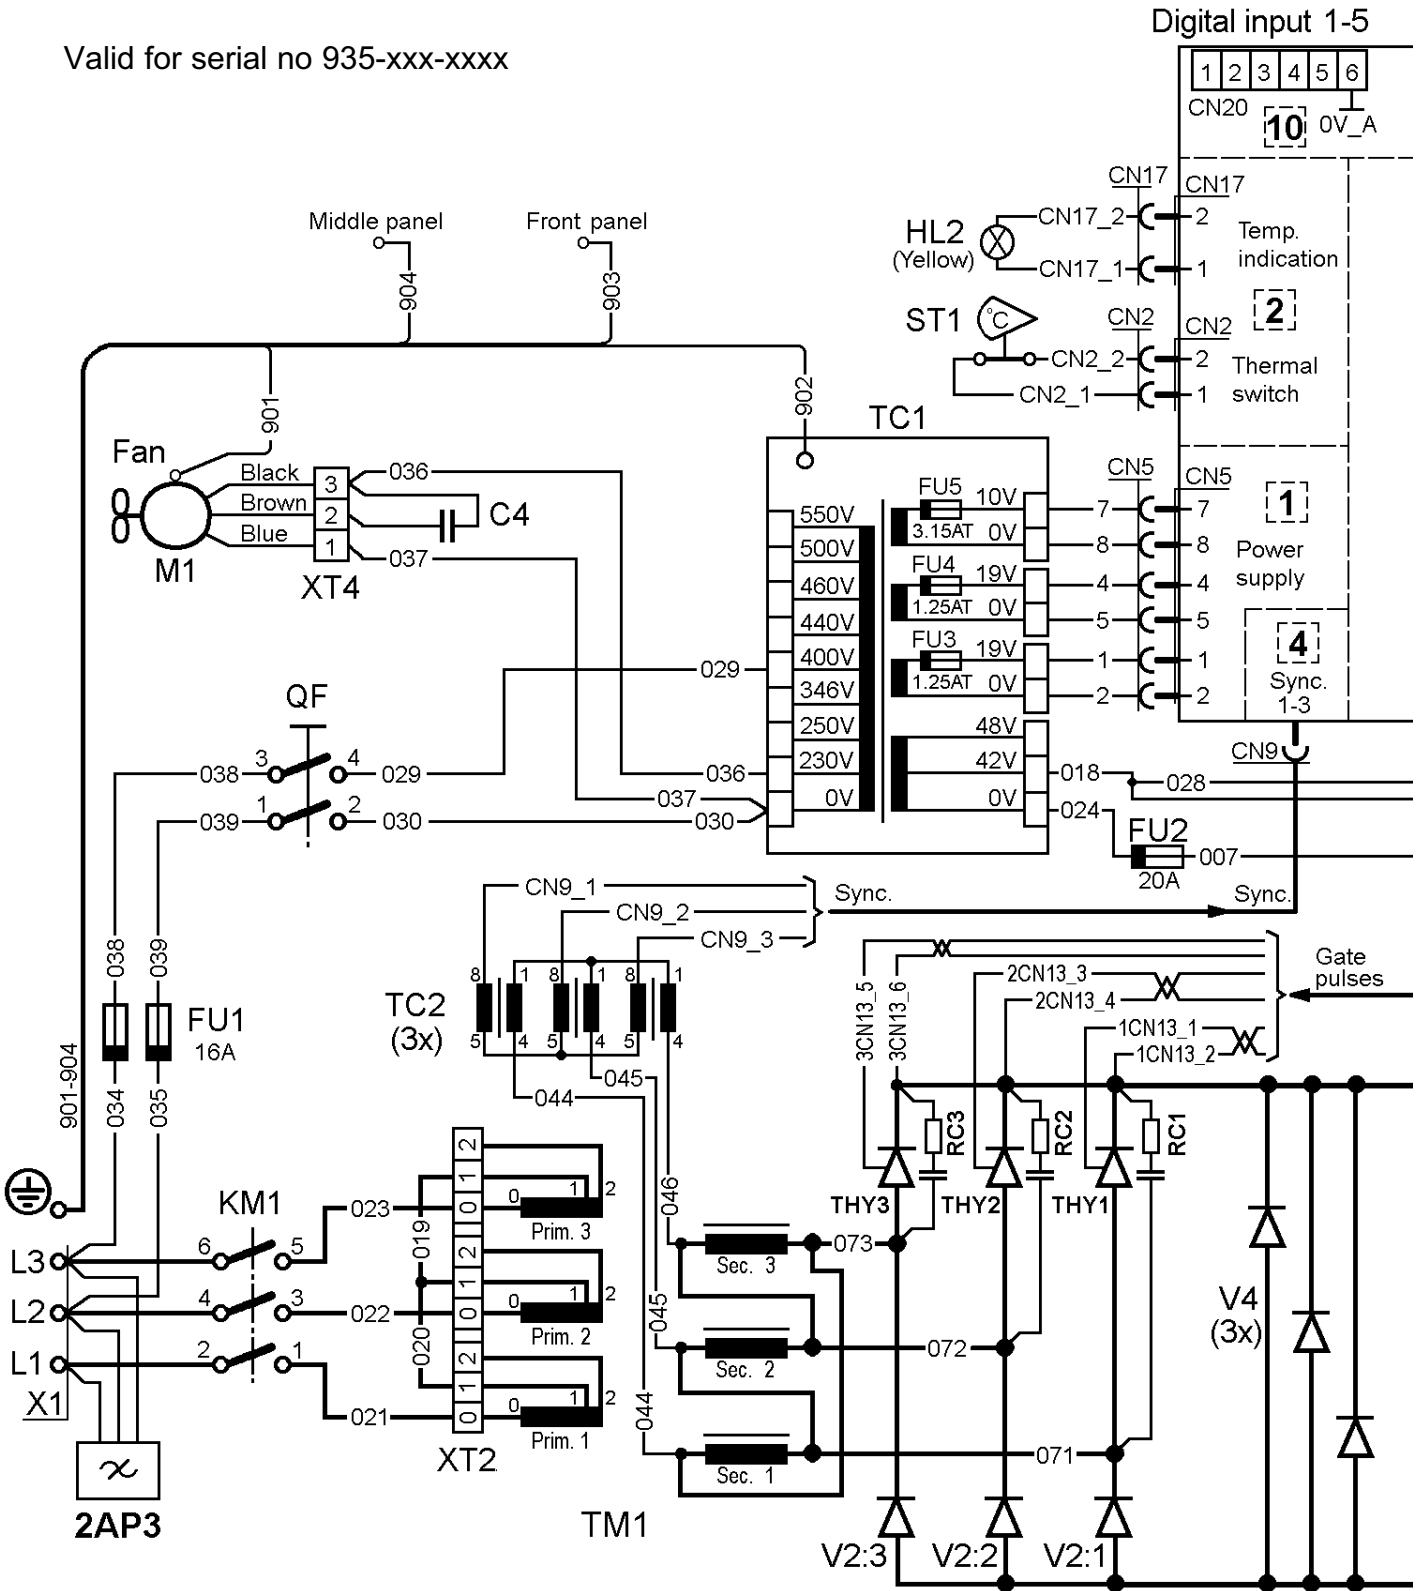 Digital input 1-5
Valid for serial no 935-xxx-xxxx
1 2 3 4 5 6
CN20
10
0V_A
CN17
CN17
HL2
(Yellow)
CN17_2
2
Temp.
indication
CN17_1
1
Middle panel
Front panel
904
903
ST1
°C
CN2
CN2
2
CN2_2
2
Thermal
switch
CN2_1
1
901
902
TC1
Fan
Black
Brown
Blue
M1
3
2
1
XT4
036
037
C4
550V
500V
460V
440V
400V
346V
250V
230V
0V
FU5
10V
3.15AT
0V
FU4
19V
1.25AT
0V
FU3
19V
1.25AT
0V
48V
42V
0V
CN5
CN5
7
7
8
8
4
4
5
5
1
1
2
2
1
Power
supply
4
Sync.
1-3
CN9
029
QF
038
3
4
029
036
039
1
2
030
037
030
018
028
024
FU2
20A
007
CN9_1
CN9_2
CN9_3
Sync.
Sync.
038
039
FU1
16A
034
035
901-904
TC2
(3x)
8
1
8
1
8
1
5
4
5
4
5
4
045
044
3CN13_5
3CN13_6
2CN13_3
2CN13_4
1CN13_1
1CN13_2
Gate
pulses
RC3
RC2
RC1
THY3
THY2
THY1
KM1
L3
6
5
023
L2
4
3
022
L1
2
1
021
X1
2AP3
019
020
2
1
0
2
1
0
2
1
0
XT2
0
1
2
Prim. 3
0
1
2
Prim. 2
0
1
2
Prim. 1
TM1
046
045
044
Sec. 3
073
Sec. 2
072
Sec. 1
071
V4
(3x)
V2:3
V2:2
V2:1